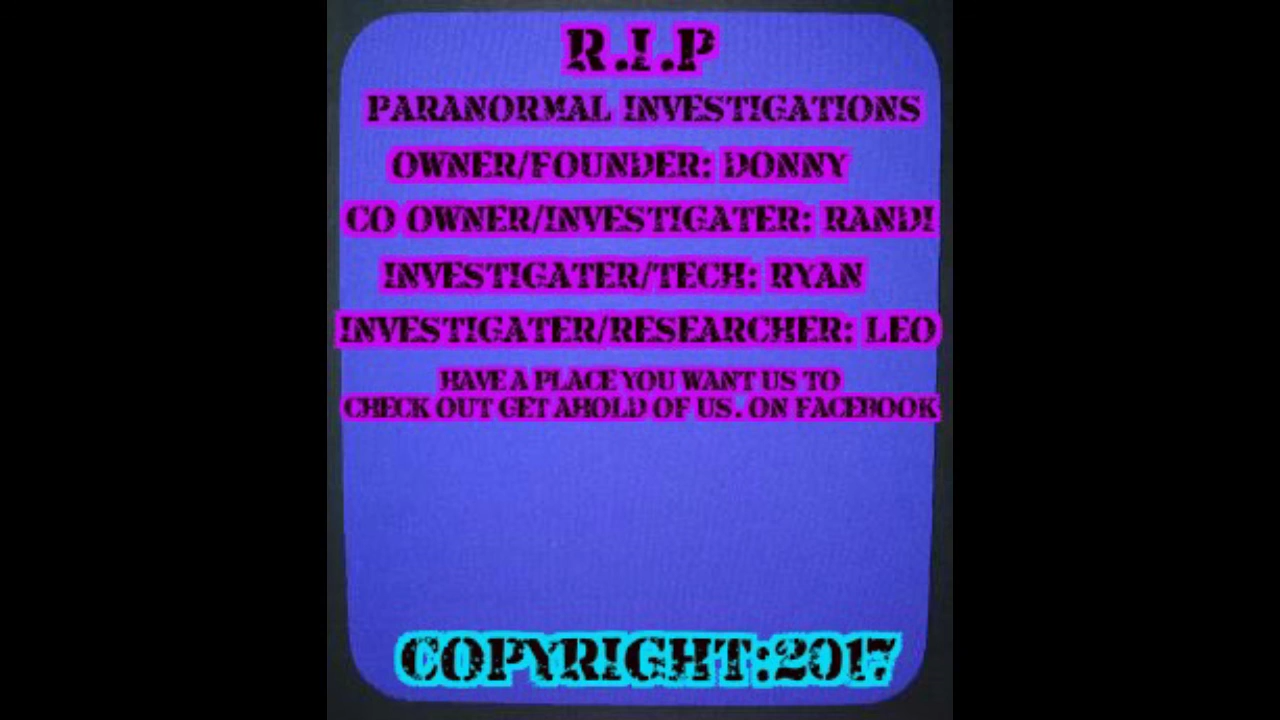 R.I.P
PARANORMAL INVESTIGATIONS
OWNER/FOUNDER: DONNY
CO OWNER/INVESTIGATER: RANDI
INVESTIGATER/TECH: RYAN
INVESTIGATER/RESEARCHER: LEO
HAVE A PLACE YOU WANT US TO
CHECK OUT GET AHOLD OF US. ON FACEBOOK
COPYRIGHT:2017